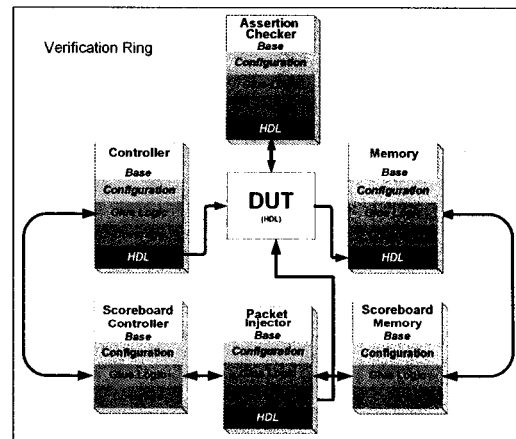 Verification Ring
Assertion
Checker
Base
Configuration
HDL
Controller
Base
Configuration
Glue Logic
HDL
DUT
(HDL)
Memory
Base
Configuration
Glue Logic
HDL
Scoreboard
Controller
Base
Configuration
Glue Logic
Packet
Injector
Base
Configuration
Glue Logic
HDL
Scoreboard
Memory
Base
Configuration
Glue Logic